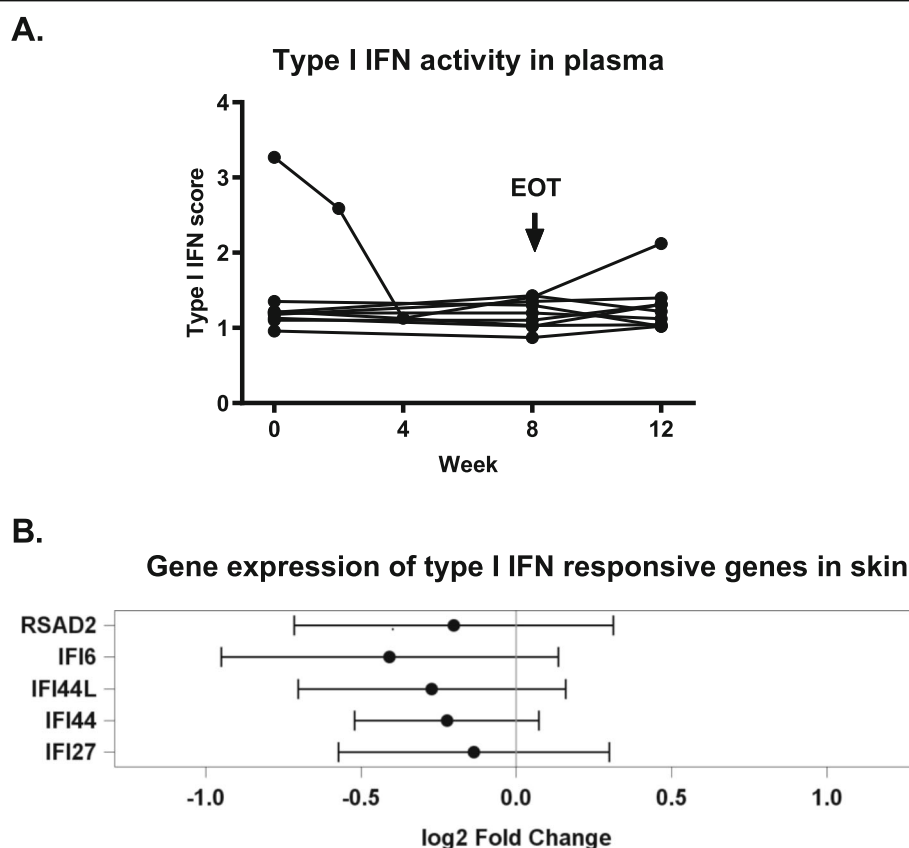 A.
Type I IFN activity in plasma
4
3
2
1
0
Type I IFN score
EOT
0 4 8 12
Week
B.
Gene expression of type I IFN responsive genes in skin
RSAD2
IFI6
IFI44L
IFI44
IFI27
-1.0 -0.5 0.0 0.5 1.0
log2 Fold Change